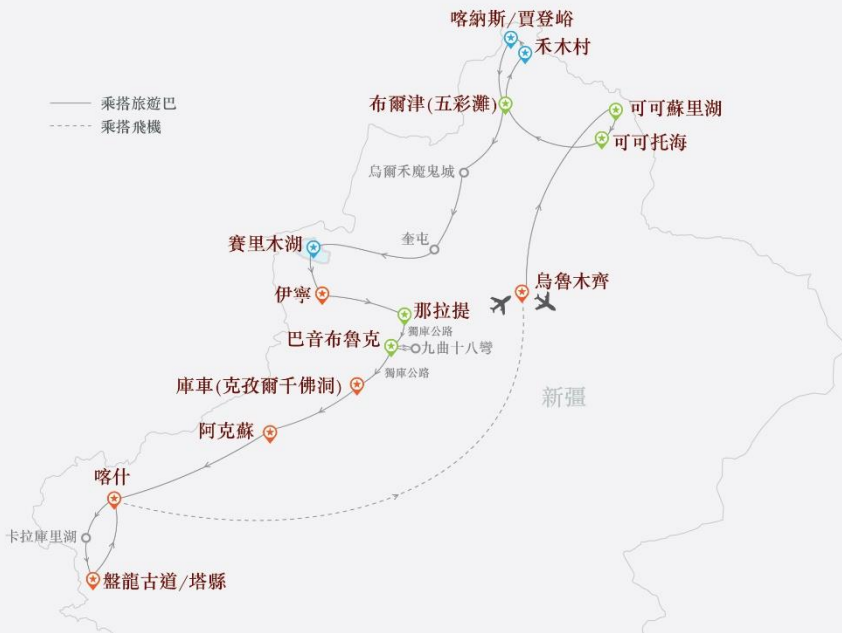 喀納斯/賈登峪
禾木村
乘搭旅遊巴
乘搭飛機
布爾津(五彩灘)
可可蘇里湖
可可托海
烏爾禾魔鬼城
奎屯
賽里木湖
伊寧
烏魯木齊
那拉提
獨庫公路
巴音布魯克
九曲十八彎
獨庫公路
庫車(克孜爾千佛洞)
新疆
阿克蘇
喀什
卡拉庫里湖
盤龍古道/塔縣